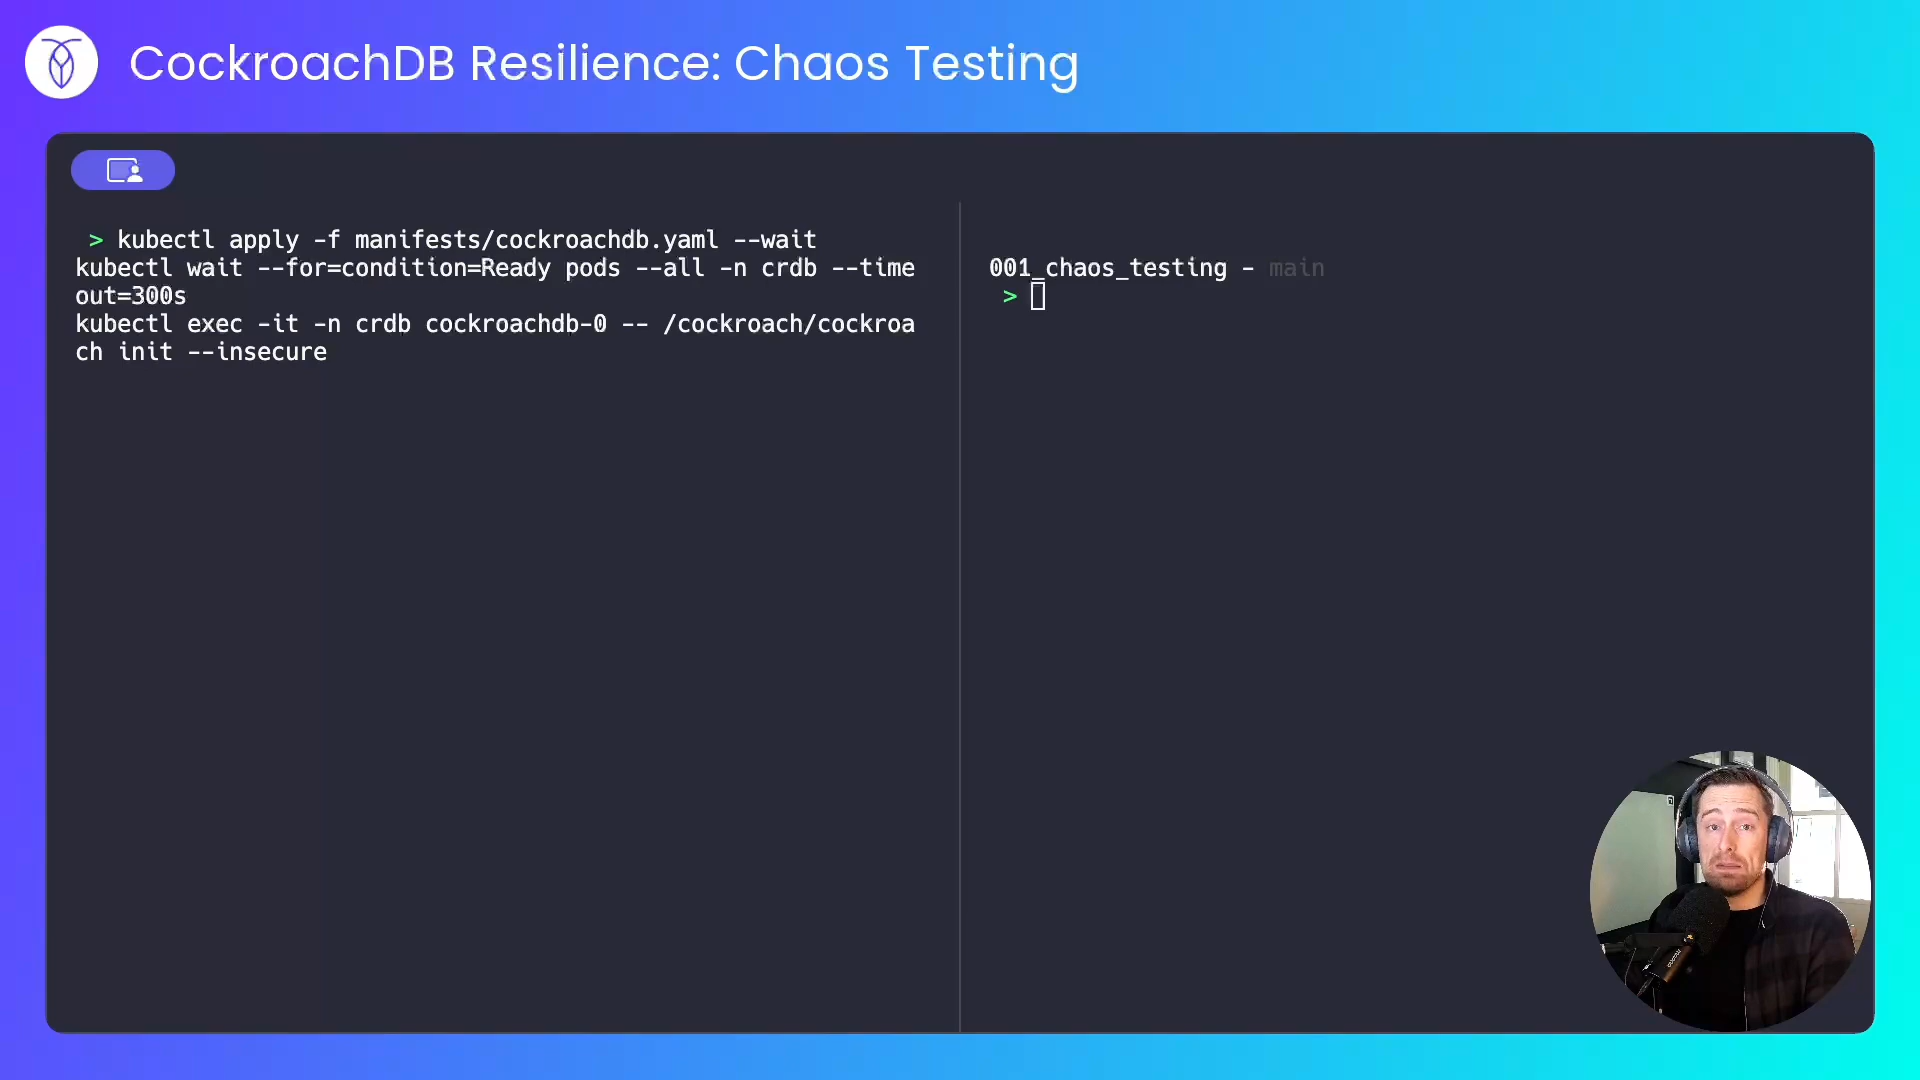 CockroachDB Resilience: Chaos Testing
> kubectl apply -f manifests/cockroachdb.yaml --wait
kubectl wait --for=condition=Ready pods --all -n crdb --time
out=300s
kubectl exec -it -n crdb cockroachdb-0 -- /cockroach/cockroa
ch init --insecure
001_chaos_testing - main
>